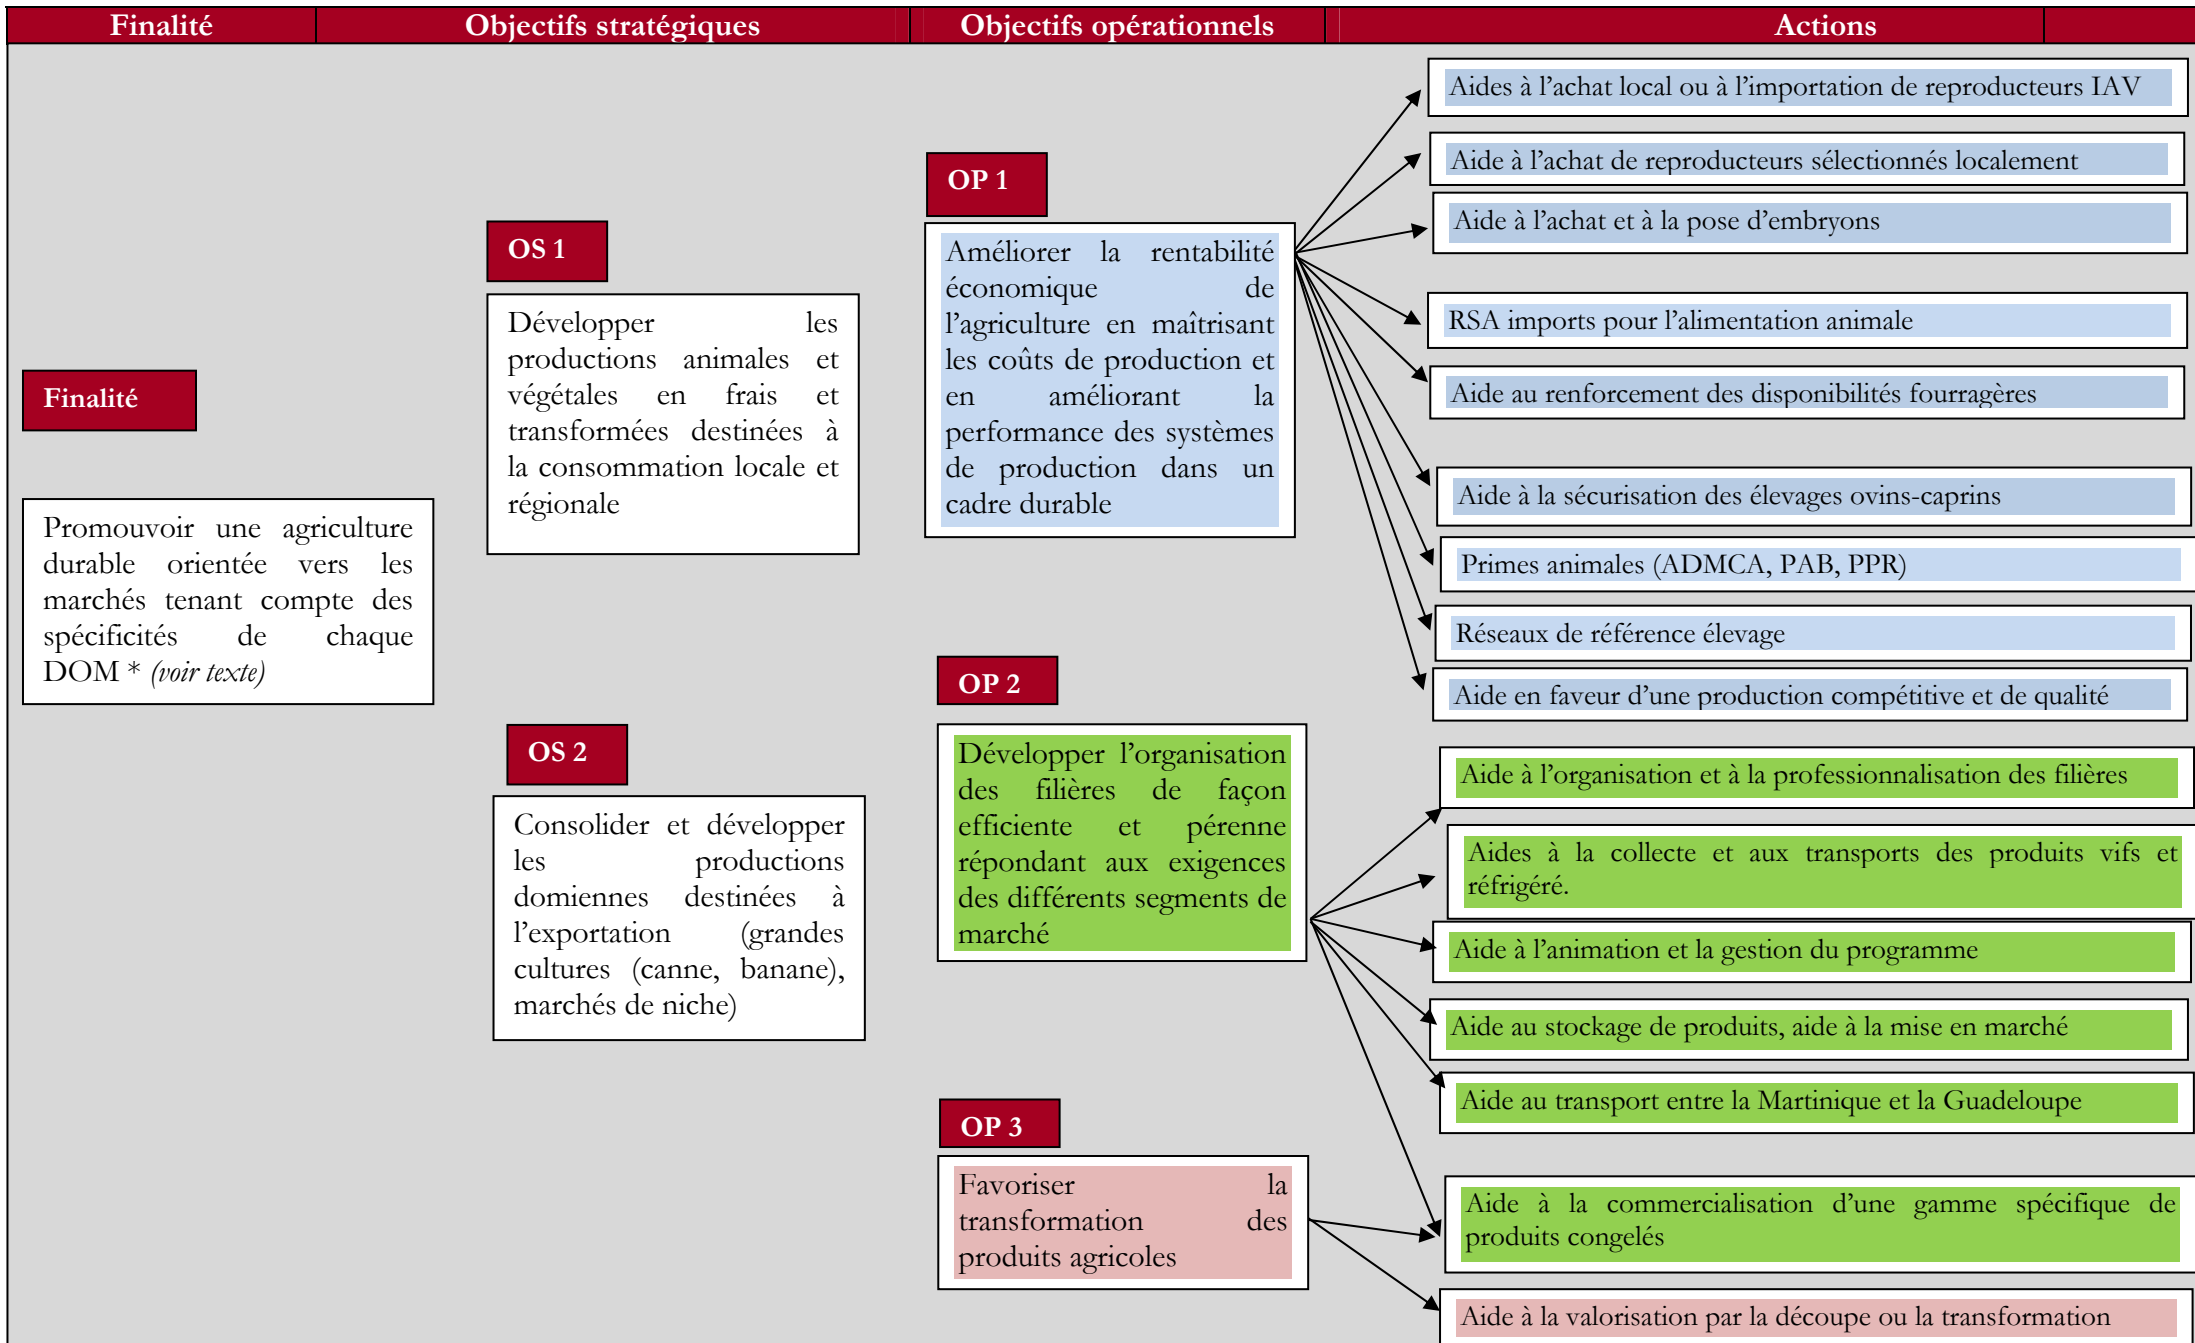 Finalité
Objectifs stratégiques
Objectifs opérationnels
Actions
Finalité
Promouvoir une agriculture
durable orientée vers les
marchés tenant compte des
spécificités de chaque
DOM * (voir texte)
OS 1
Développer les
productions animales et
végétales en frais et
transformées destinées à
la consommation locale et
régionale
OS 2
Consolider et développer
les productions
domiennes destinées à
l’exportation (grandes
cultures (canne, banane),
marchés de niche)
OP 1
Améliorer la rentabilité
économique de
l’agriculture en maîtrisant
les coûts de production et
en améliorant la
performance des systèmes
de production dans un
cadre durable
OP 2
Développer l’organisation
des filières de façon
efficiente et pérenne
répondant aux exigences
des différents segments de
marché
OP 3
Favoriser la
transformation des
produits agricoles
Aides à l’achat local ou à l’importation de reproducteurs IAV
Aide à l’achat de reproducteurs sélectionnés localement
Aide à l’achat et à la pose d’embryons
RSA imports pour l’alimentation animale
Aide au renforcement des disponibilités fourragères
Aide à la sécurisation des élevages ovins-caprins
Primes animales (ADMCA, PAB, PPR)
Réseaux de référence élevage
Aide en faveur d’une production compétitive et de qualité
Aide à l’organisation et à la professionnalisation des filières
Aides à la collecte et aux transports des produits vifs et
réfrigéré.
Aide à l’animation et la gestion du programme
Aide au stockage de produits, aide à la mise en marché
Aide au transport entre la Martinique et la Guadeloupe
Aide à la commercialisation d’une gamme spécifique de
produits congelés
Aide à la valorisation par la découpe ou la transformation